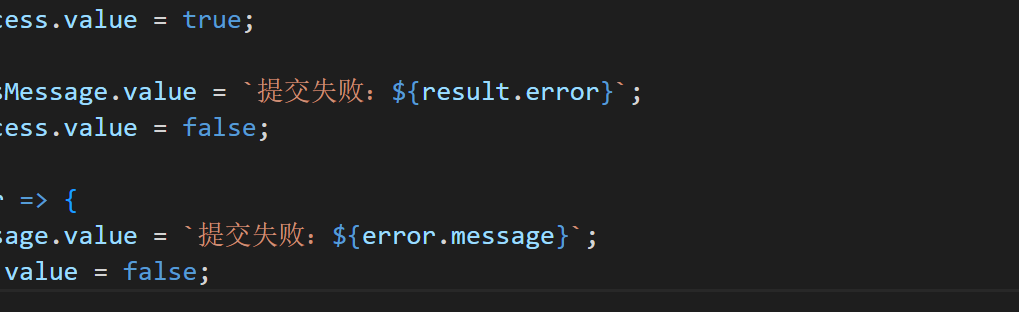 cess.value = true;
sMessage.value = `提交失败：${result.error}`;
cess.value = false;
r => {
sage.value = `提交失败：${error.message}`;
.value = false;